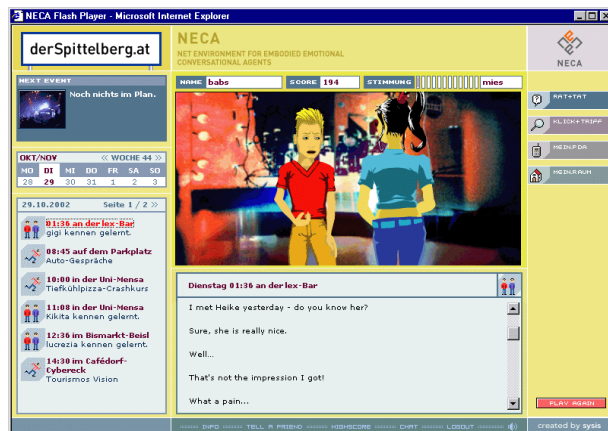 NECA Flash Player - Microsoft Internet Explorer
derSpittelberg.at
NECA
NET ENVIRONMENT FOR EMBODIED EMOTIONAL
CONVERSATIONAL AGENTS
NECA
NEXT EVENT
Noch nichts im Plan.
NAME babs SCORE 194 STIMMUNG mies
RAT+TAT
KLICK+TRIFF
MEIN.PDA
MEIN.RAUM
OKT/NOV << WOCHE 44 >>
MO DI MI DO FR SA SO
28 29 30 31 1 2 3
29.10.2002 Seite 1 / 2 >>
01:36 an der lex-Bar
gigi kennen gelernt.
08:45 auf dem Parkplatz
Auto-Gespräche
10:00 in der Uni-Mensa
Tiefkühlpizza-Crashkurs
11:08 in der Uni-Mensa
Kikita kennen gelernt.
12:36 im Bismarkt-Beisl
lucrezia kennen gelernt.
14:30 im Cafédorf-
Cybereck
Tourismos Vision
Dienstag 01:36 an der lex-Bar
I met Heike yesterday - do you know her?
Sure, she is really nice.
Well...
That's not the impression I got!
What a pain...
PLAY AGAIN
INFO TELL A FRIEND HIGHSCORE CHAT LOGOUT
created by sysis